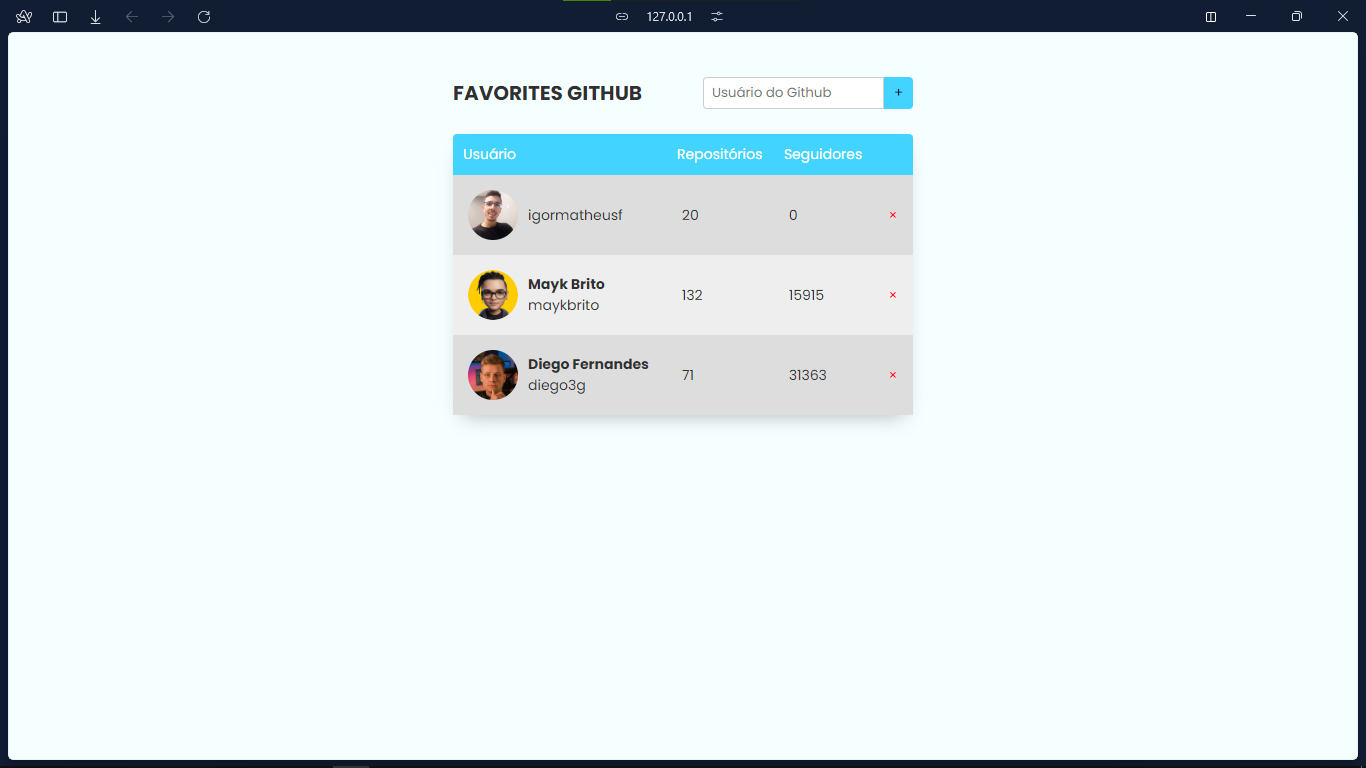 127.0.0.1
FAVORITES GITHUB
Usuário do Github +
Usuário Repositórios Seguidores
igormatheusf 20 0 ×
Mayk Brito
maykbrito 132 15915 ×
Diego Fernandes
diego3g 71 31363 ×